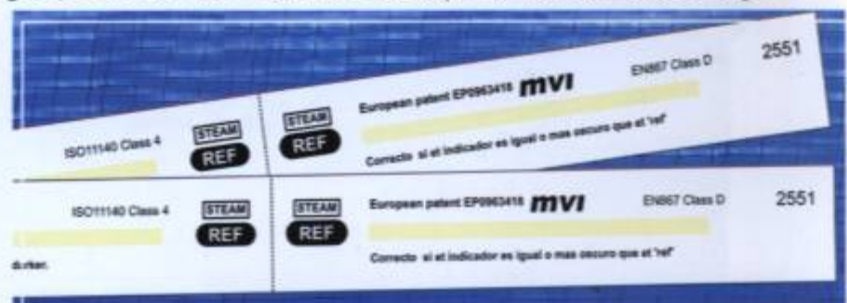 ISO11140 Class 4
STEAM
REF
STEAM
REF
European patent EP0963418 mvi
EN867 Class D
2551
Correcto si el indicador es igual o mas oscuro que el 'ref'
ISO11140 Class 4
STEAM
REF
STEAM
REF
European patent EP0963418 mvi
EN867 Class D
2551
Correcto si el indicador es igual o mas oscuro que el 'ref'